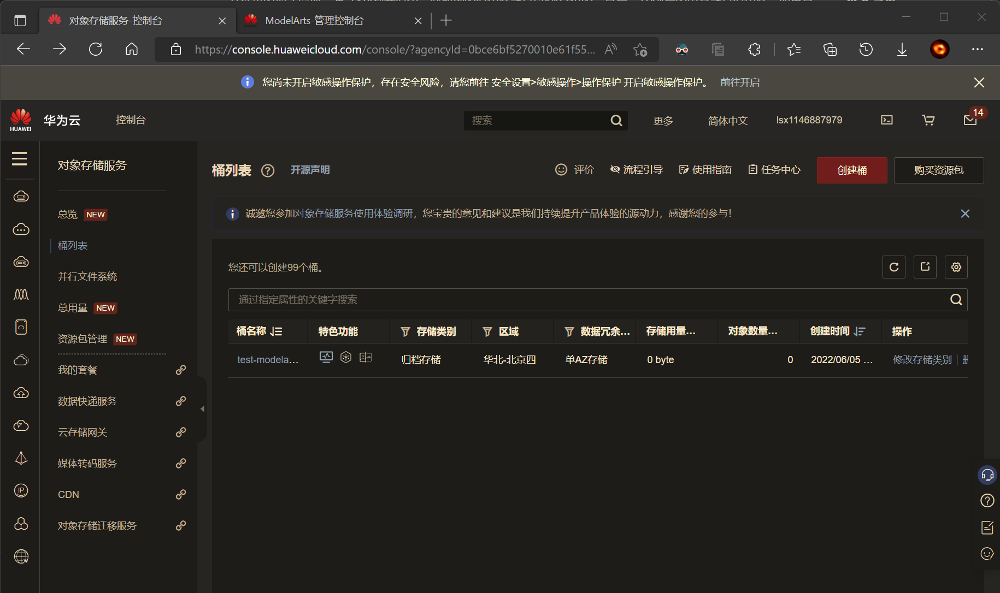 对象存储服务-控制台
ModelArts-管理控制台
https://console.huaweicloud.com/console/?agencyId=0bce6bf5270010e61f55...
您尚未开启敏感操作保护，存在安全风险，请您前往 安全设置>敏感操作>操作保护 开启敏感操作保护。 前往开启
HUAWEI
华为云
控制台
搜索
更多
简体中文
lsx1146887979
14
对象存储服务
总览 NEW
桶列表
并行文件系统
总用量 NEW
资源包管理 NEW
我的套餐
数据快递服务
云存储网关
媒体转码服务
CDN
对象存储迁移服务
桶列表
开源声明
评价
流程引导
使用指南
任务中心
创建桶
购买资源包
诚邀您参加对象存储服务使用体验调研，您宝贵的意见和建议是我们持续提升产品体验的源动力，感谢您的参与！
您还可以创建99个桶。
通过指定属性的关键字搜索
桶名称 特色功能 存储类别 区域 数据冗余... 存储用量... 对象数量... 创建时间 操作
test-modela... 归档存储 华北-北京四 单AZ存储 0 byte 0 2022/06/05 ... 修改存储类别
IP
W